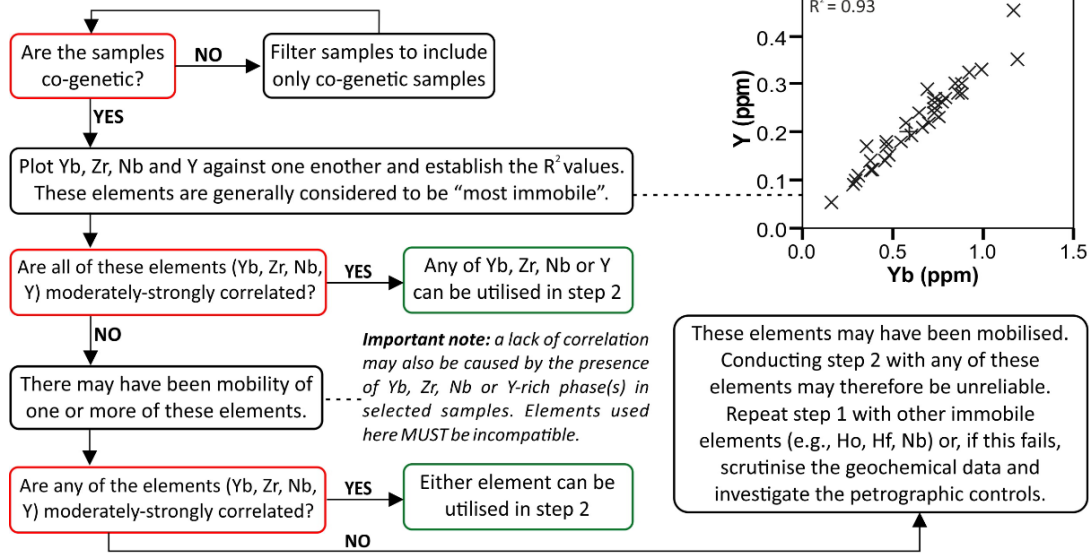 Are the samples
co-genetic?
NO
Filter samples to include
only co-genetic samples
YES
Plot Yb, Zr, Nb and Y against one enother and establish the R² values.
These elements are generally considered to be “most immobile”.
Are all of these elements (Yb, Zr, Nb,
Y) moderately-strongly correlated?
YES
Any of Yb, Zr, Nb or Y
can be utilised in step 2
NO
There may have been mobility of
one or more of these elements.
Important note: a lack of correlation
may also be caused by the presence
of Yb, Zr, Nb or Y-rich phase(s) in
selected samples. Elements used
here MUST be incompatible.
Are any of the elements (Yb, Zr, Nb,
Y) moderately-strongly correlated?
YES
Either element can be
utilised in step 2
NO
R² = 0.93
0.4
0.3
0.2
0.1
0.0
Y (ppm)
0.0 0.5 1.0 1.5
Yb (ppm)
These elements may have been mobilised.
Conducting step 2 with any of these
elements may therefore be unreliable.
Repeat step 1 with other immobile
elements (e.g., Ho, Hf, Nb) or, if this fails,
scrutinise the geochemical data and
investigate the petrographic controls.